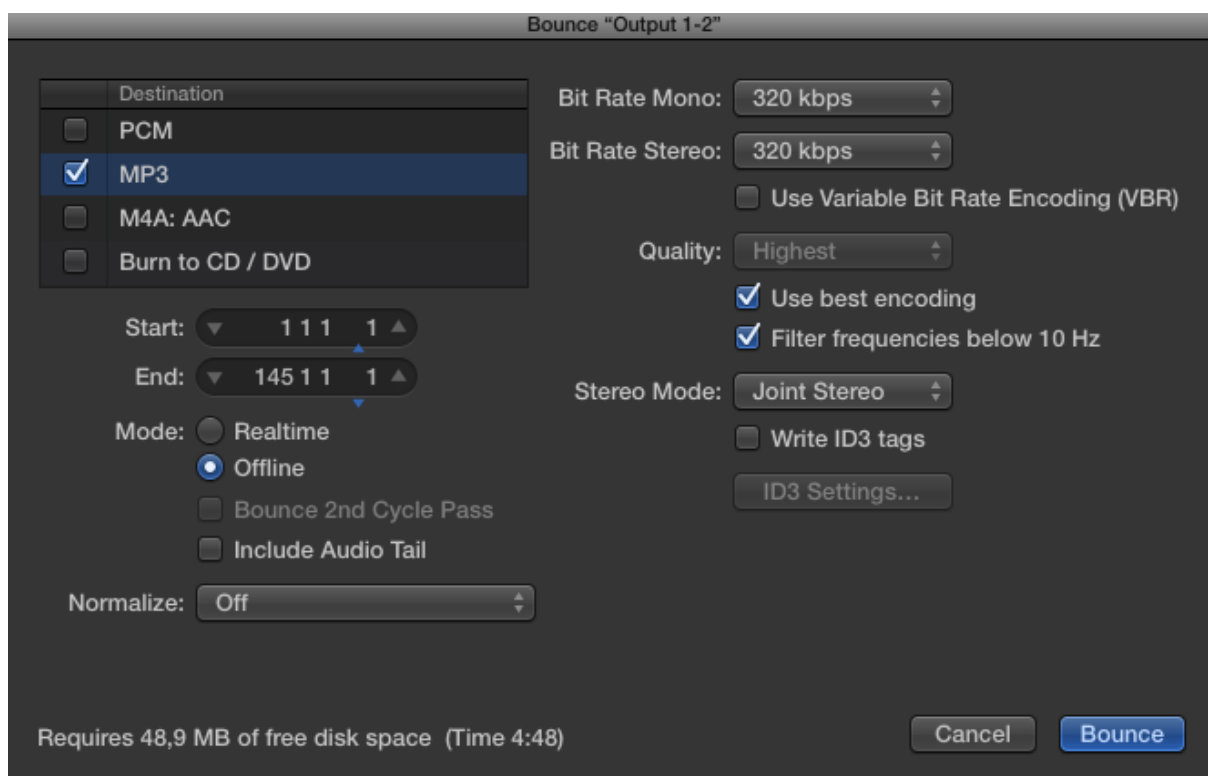 Bounce “Output 1-2”
Destination
PCM
MP3
M4A: AAC
Burn to CD / DVD
Start: 1 1 1 1
End: 145 1 1 1
Mode: Realtime
Offline
Bounce 2nd Cycle Pass
Include Audio Tail
Normalize: Off
Bit Rate Mono: 320 kbps
Bit Rate Stereo: 320 kbps
Use Variable Bit Rate Encoding (VBR)
Quality: Highest
Use best encoding
Filter frequencies below 10 Hz
Stereo Mode: Joint Stereo
Write ID3 tags
ID3 Settings...
Requires 48,9 MB of free disk space (Time 4:48)
Cancel Bounce